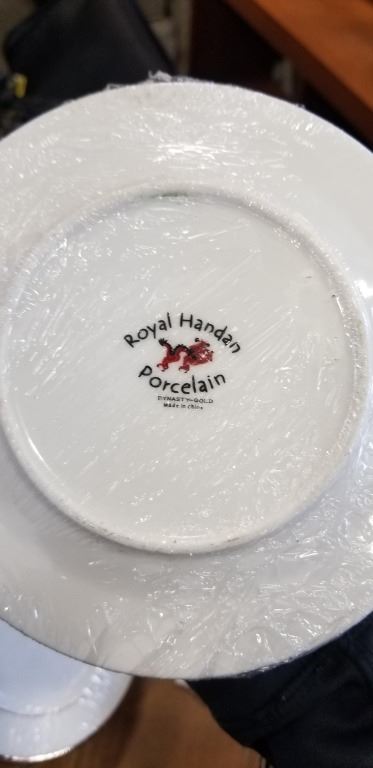 Royal Handan
Porcelain
DYNASTY-GOLD
Made in China